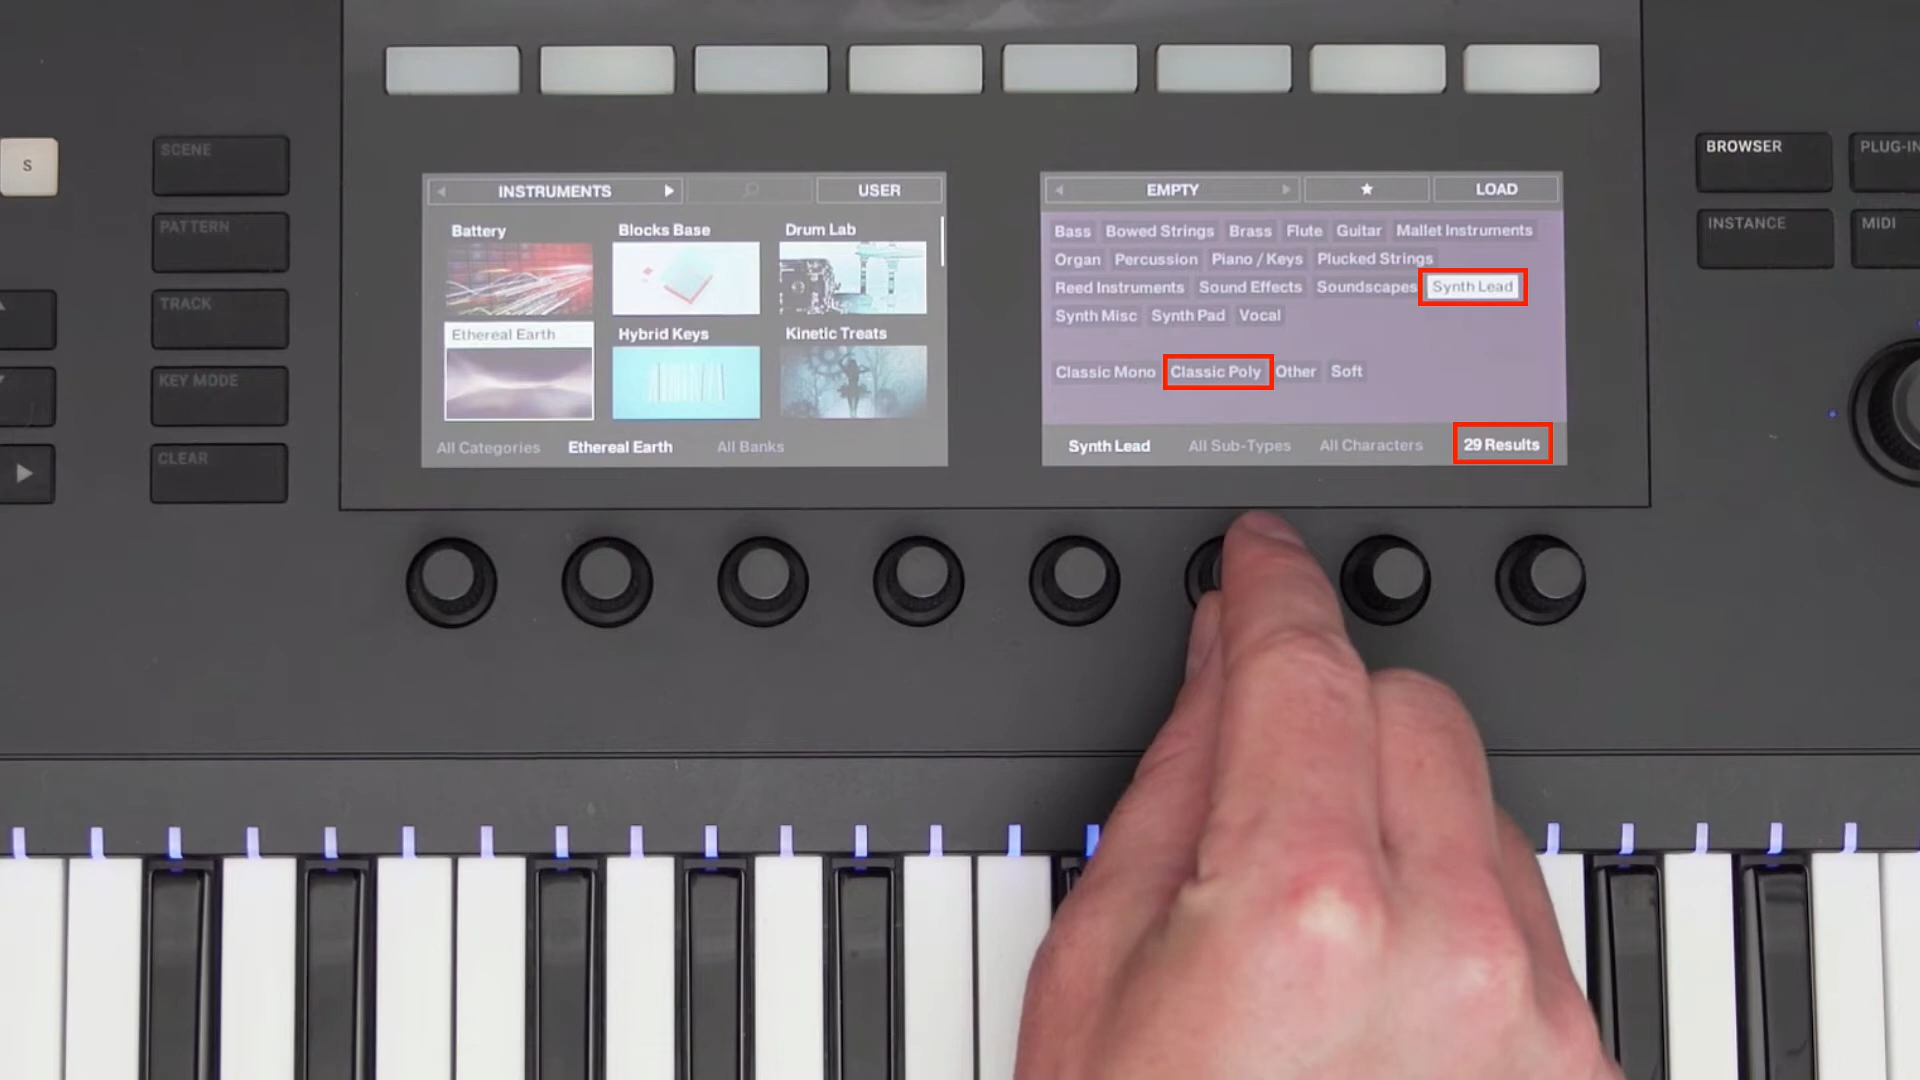 S
SCENE
PATTERN
TRACK
KEY MODE
CLEAR
INSTRUMENTS
USER
Battery
Blocks Base
Drum Lab
Ethereal Earth
Hybrid Keys
Kinetic Treats
All Categories
Ethereal Earth
All Banks
EMPTY
LOAD
Bass Bowed Strings Brass Flute Guitar Mallet Instruments
Organ Percussion Piano / Keys Plucked Strings
Reed Instruments Sound Effects Soundscapes Synth Lead
Synth Misc Synth Pad Vocal
Classic Mono Classic Poly Other Soft
Synth Lead All Sub-Types All Characters 29 Results
BROWSER
PLUG-IN
INSTANCE
MIDI